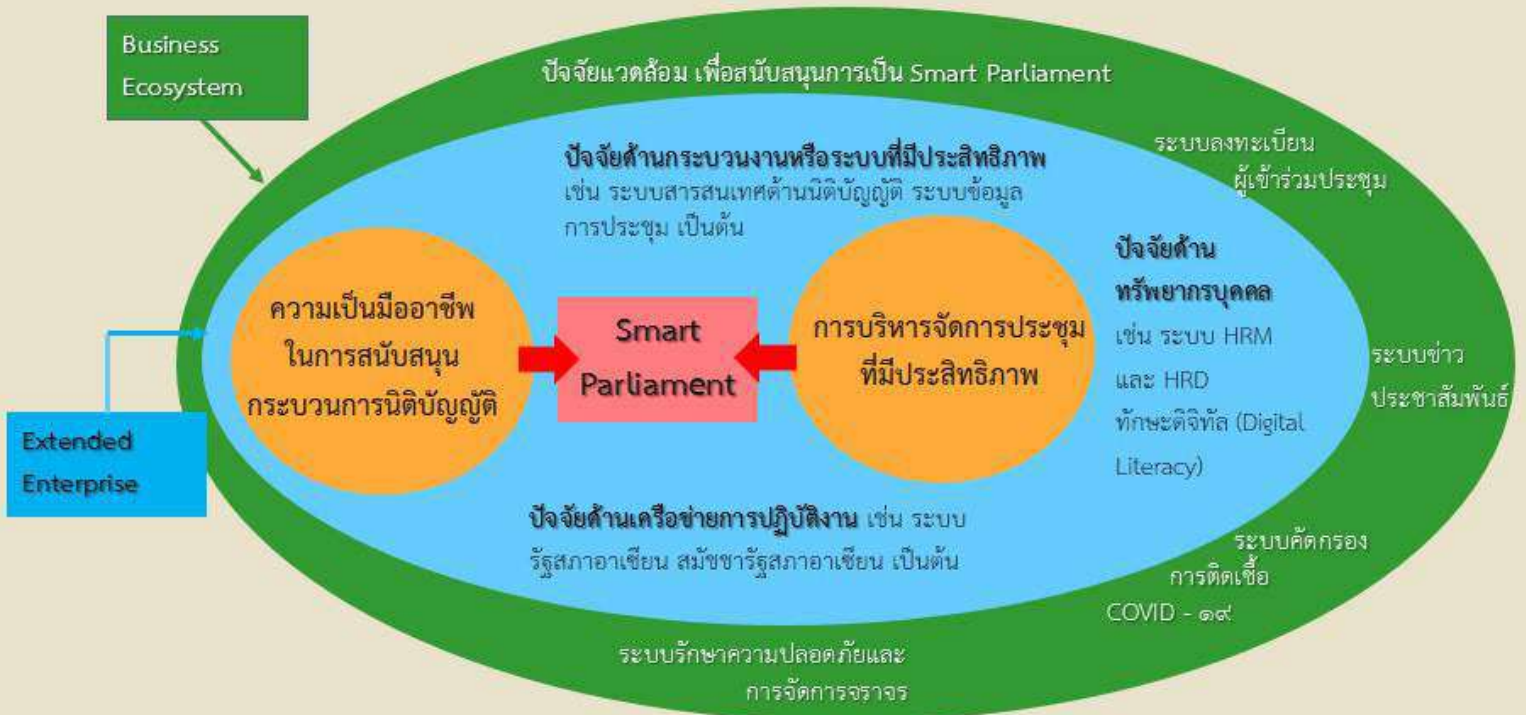 Business
Ecosystem
ปัจจัยแวดล้อม เพื่อสนับสนุนการเป็น Smart Parliament
ระบบลงทะเบียน
ผู้เข้าร่วมประชุม
ปัจจัยด้านกระบวนงานหรือระบบที่มีประสิทธิภาพ
เช่น ระบบสารสนเทศด้านนิติบัญญัติ ระบบข้อมูล
การประชุม เป็นต้น
ความเป็นมืออาชีพ
ในการสนับสนุน
กระบวนการนิติบัญญัติ
Smart
Parliament
การบริหารจัดการประชุม
ที่มีประสิทธิภาพ
ปัจจัยด้าน
ทรัพยากรบุคคล
เช่น ระบบ HRM
และ HRD
ทักษะดิจิทัล (Digital
Literacy)
ระบบข่าว
ประชาสัมพันธ์
Extended
Enterprise
ปัจจัยด้านเครือข่ายการปฏิบัติงาน เช่น ระบบ
รัฐสภาอาเซียน สมัชชารัฐสภาอาเซียน เป็นต้น
ระบบคัดกรอง
การติดเชื้อ
COVID - ๑๙
ระบบรักษาความปลอดภัยและ
การจัดการจราจร